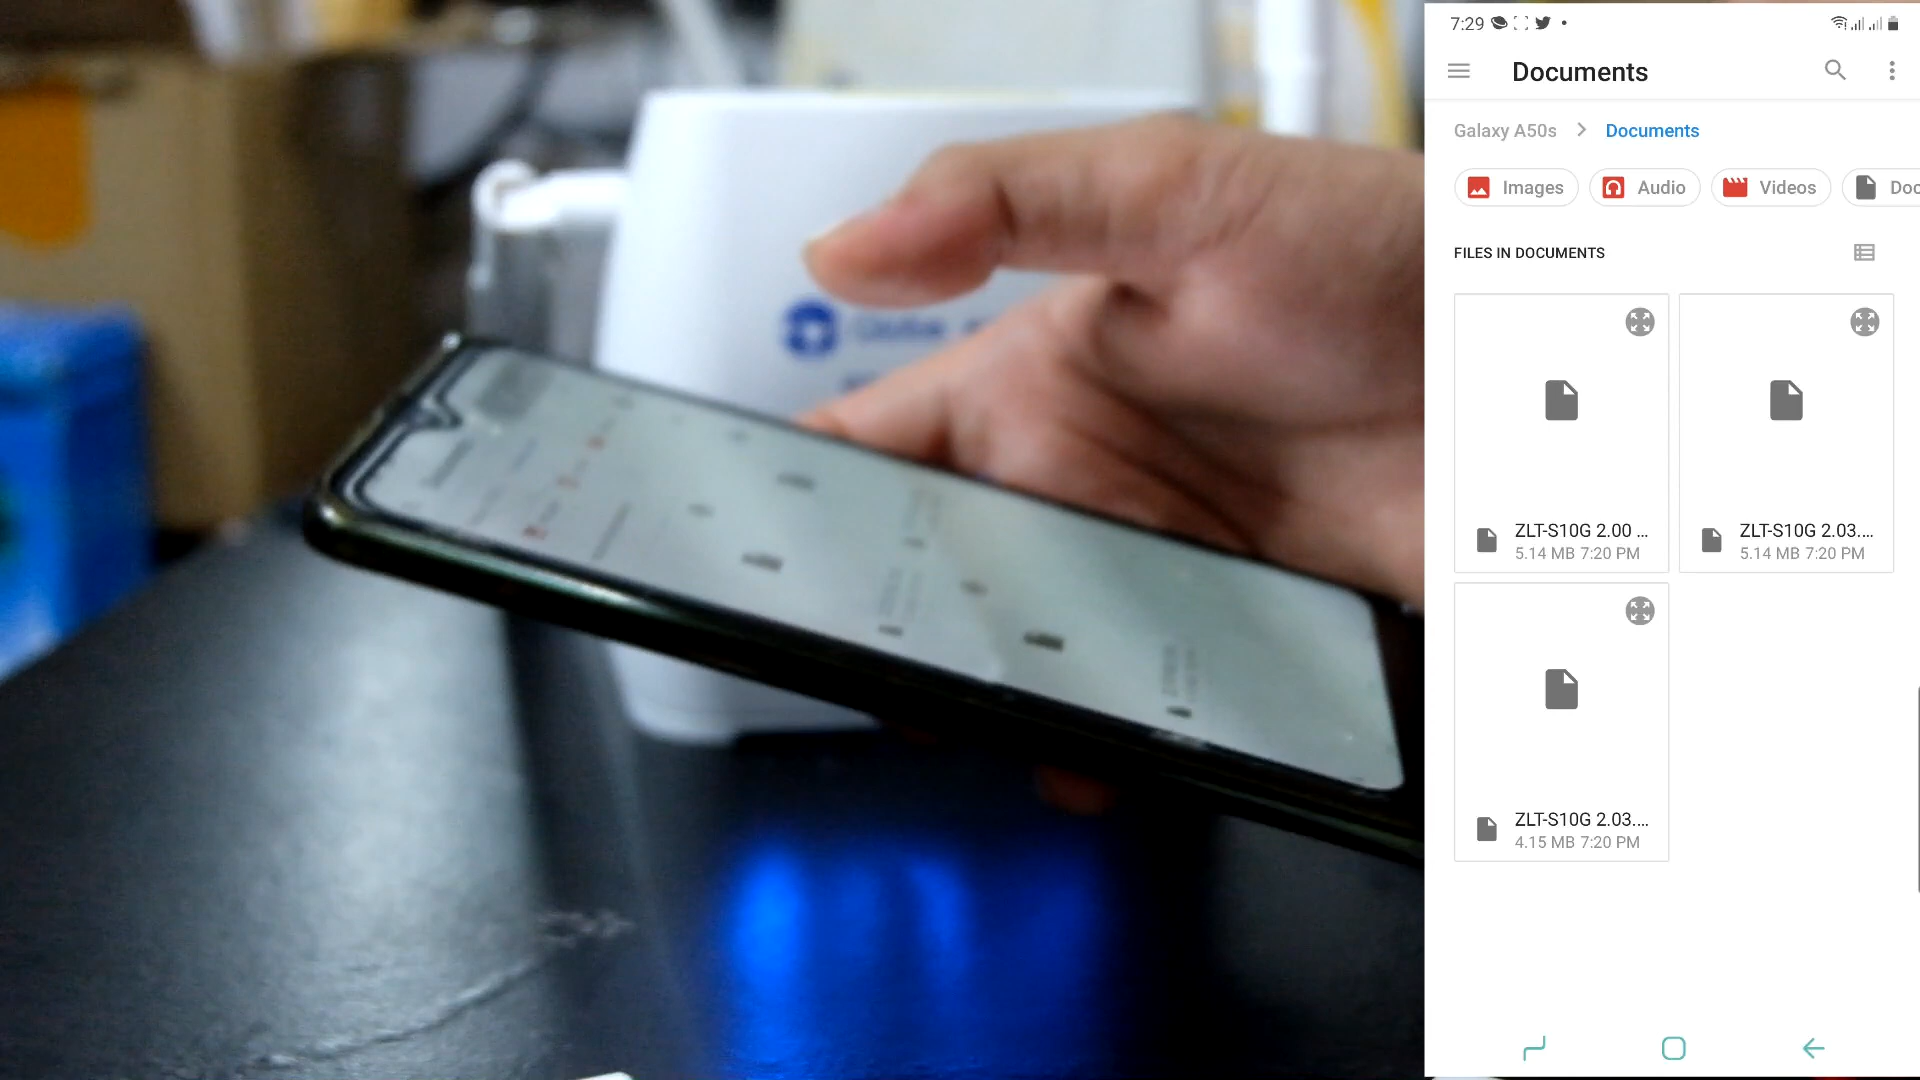 7:29
Documents
Galaxy A50s > Documents
Images
Audio
Videos
Doc
FILES IN DOCUMENTS
ZLT-S10G 2.00 ...
5.14 MB 7:20 PM
ZLT-S10G 2.03....
5.14 MB 7:20 PM
ZLT-S10G 2.03....
4.15 MB 7:20 PM
Globe